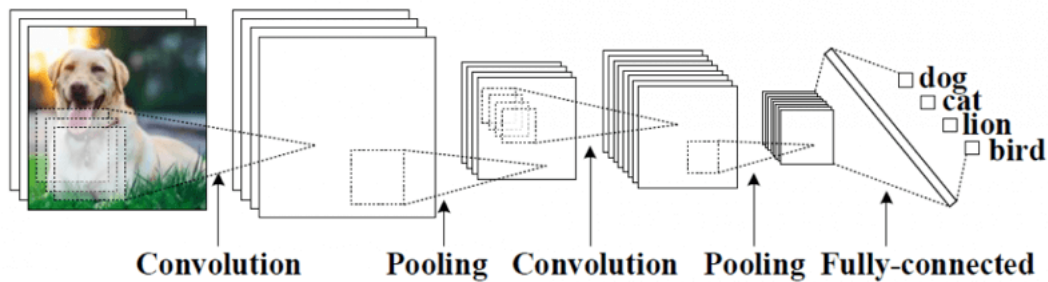 dog
cat
lion
bird
Convolution Pooling Convolution Pooling Fully-connected